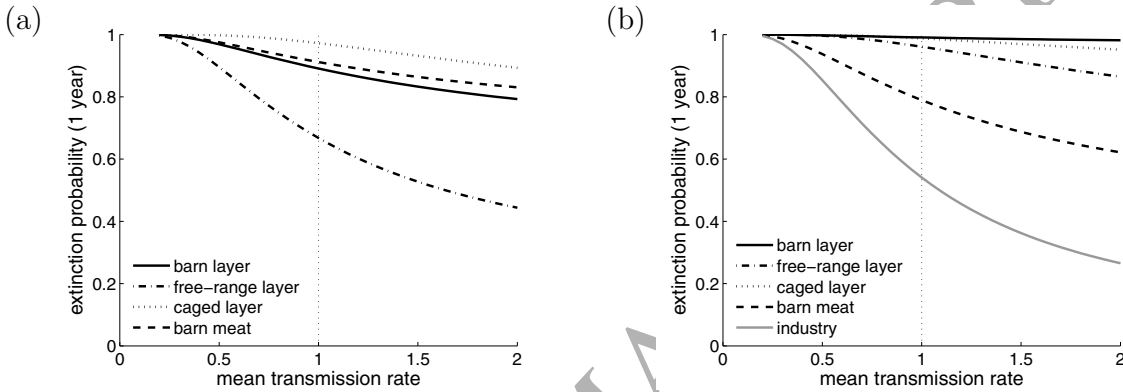 (a)
extinction probability (1 year)
1
0.8
0.6
0.4
0.2
0
barn layer
free−range layer
caged layer
barn meat
0
0.5
1
1.5
2
mean transmission rate
(b)
extinction probability (1 year)
1
0.8
0.6
0.4
0.2
0
barn layer
free−range layer
caged layer
barn meat
industry
0
0.5
1
1.5
2
mean transmission rate